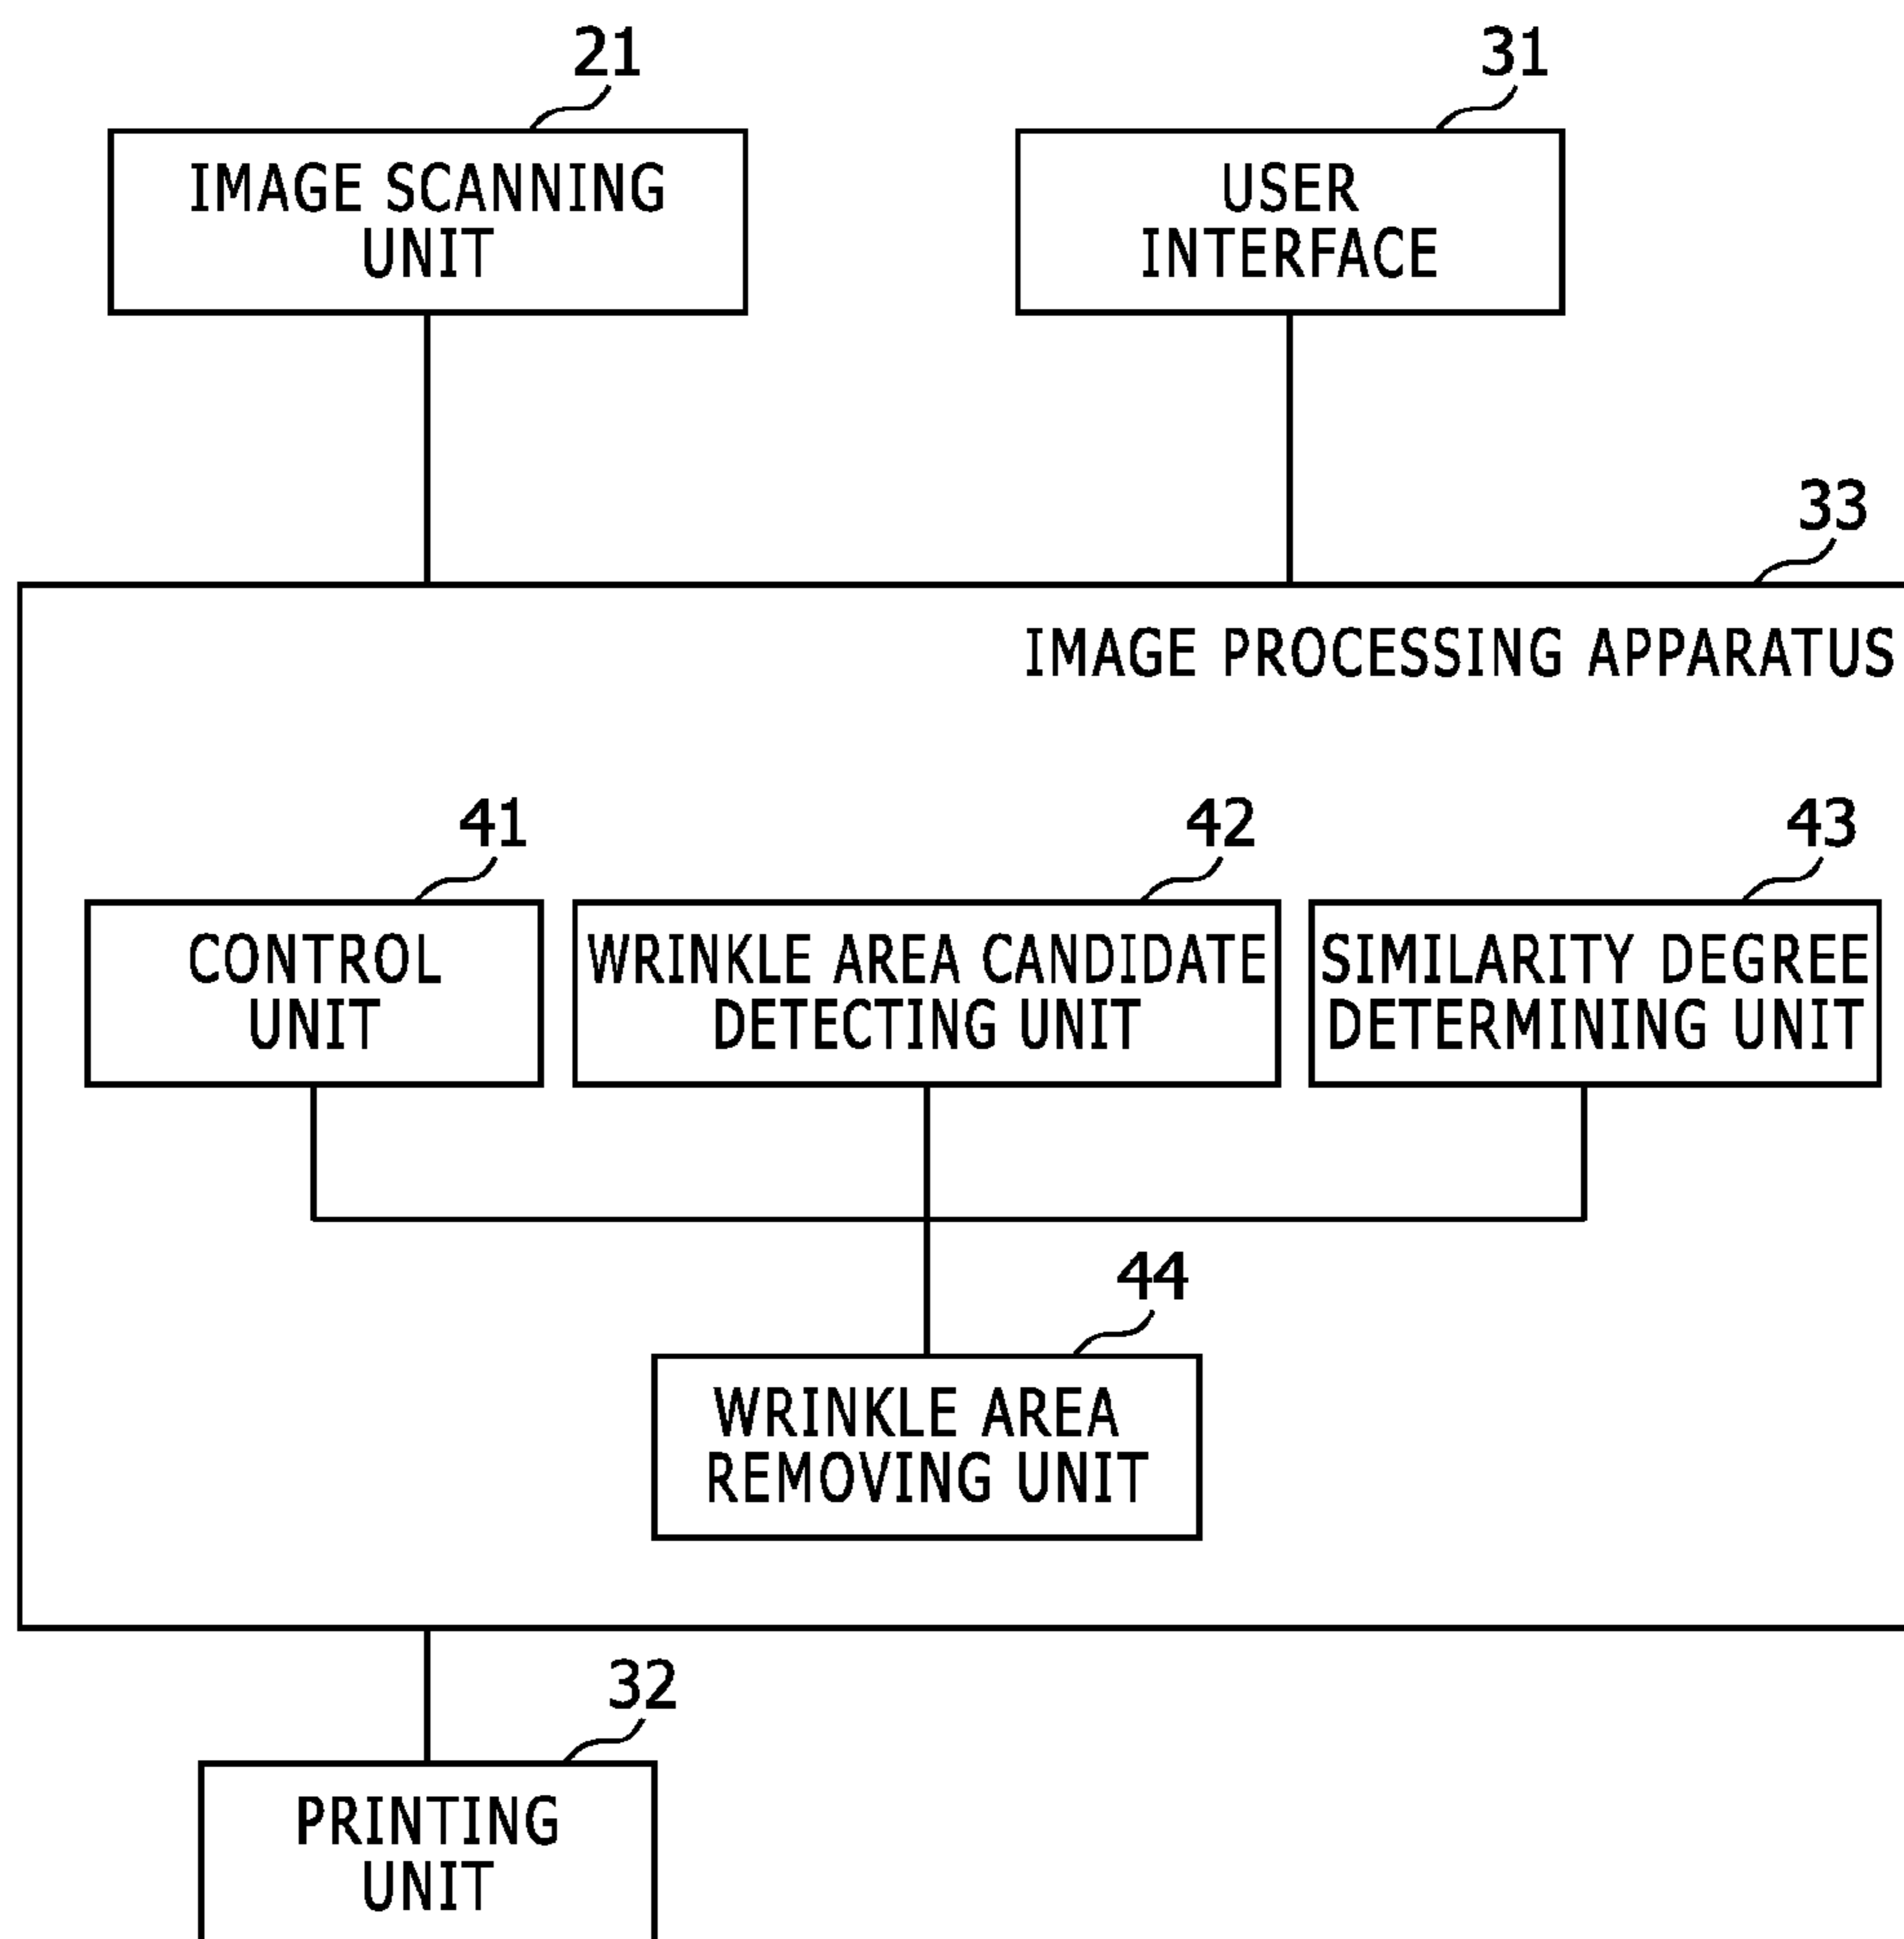 21
31
IMAGE SCANNING
UNIT
USER
INTERFACE
33
IMAGE PROCESSING APPARATUS
41
42
43
CONTROL
UNIT
WRINKLE AREA CANDIDATE
DETECTING UNIT
SIMILARITY DEGREE
DETERMINING UNIT
44
WRINKLE AREA
REMOVING UNIT
32
PRINTING
UNIT